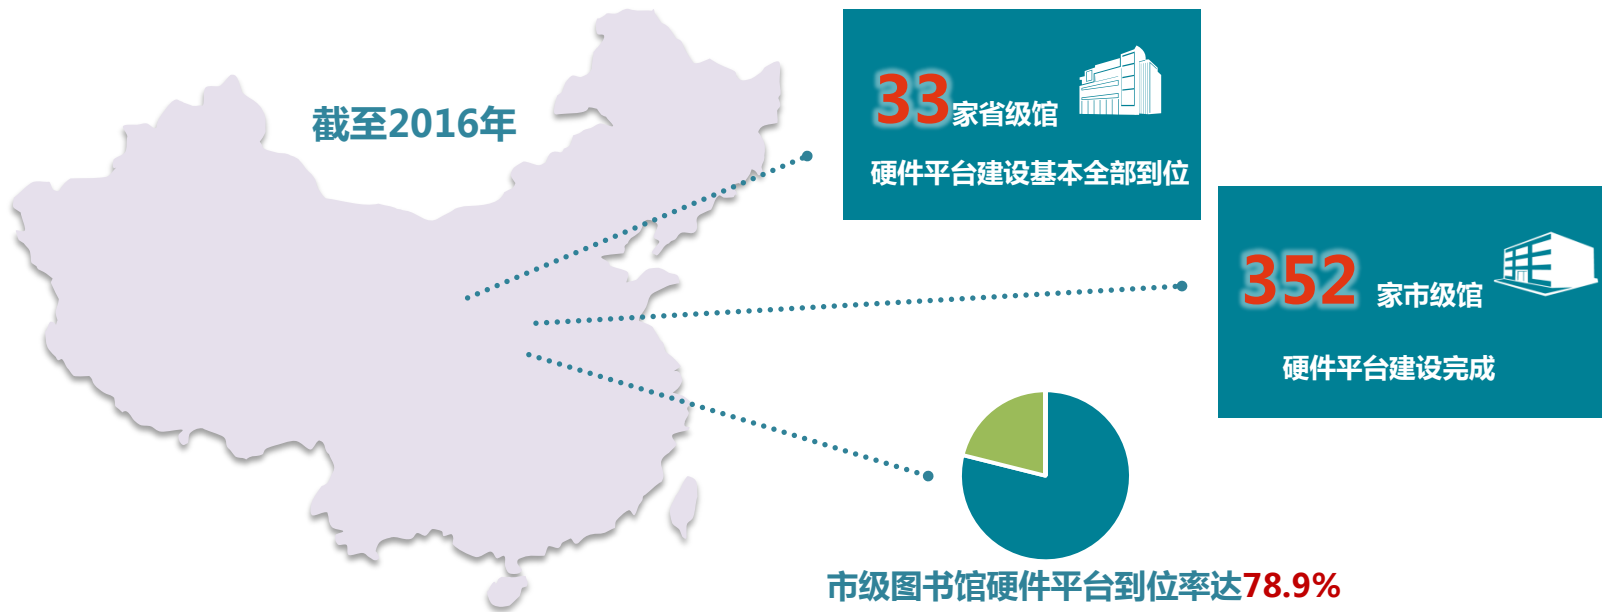 截至2016年
33家省级馆
硬件平台建设基本全部到位
352 家市级馆
硬件平台建设完成
市级图书馆硬件平台到位率达78.9%